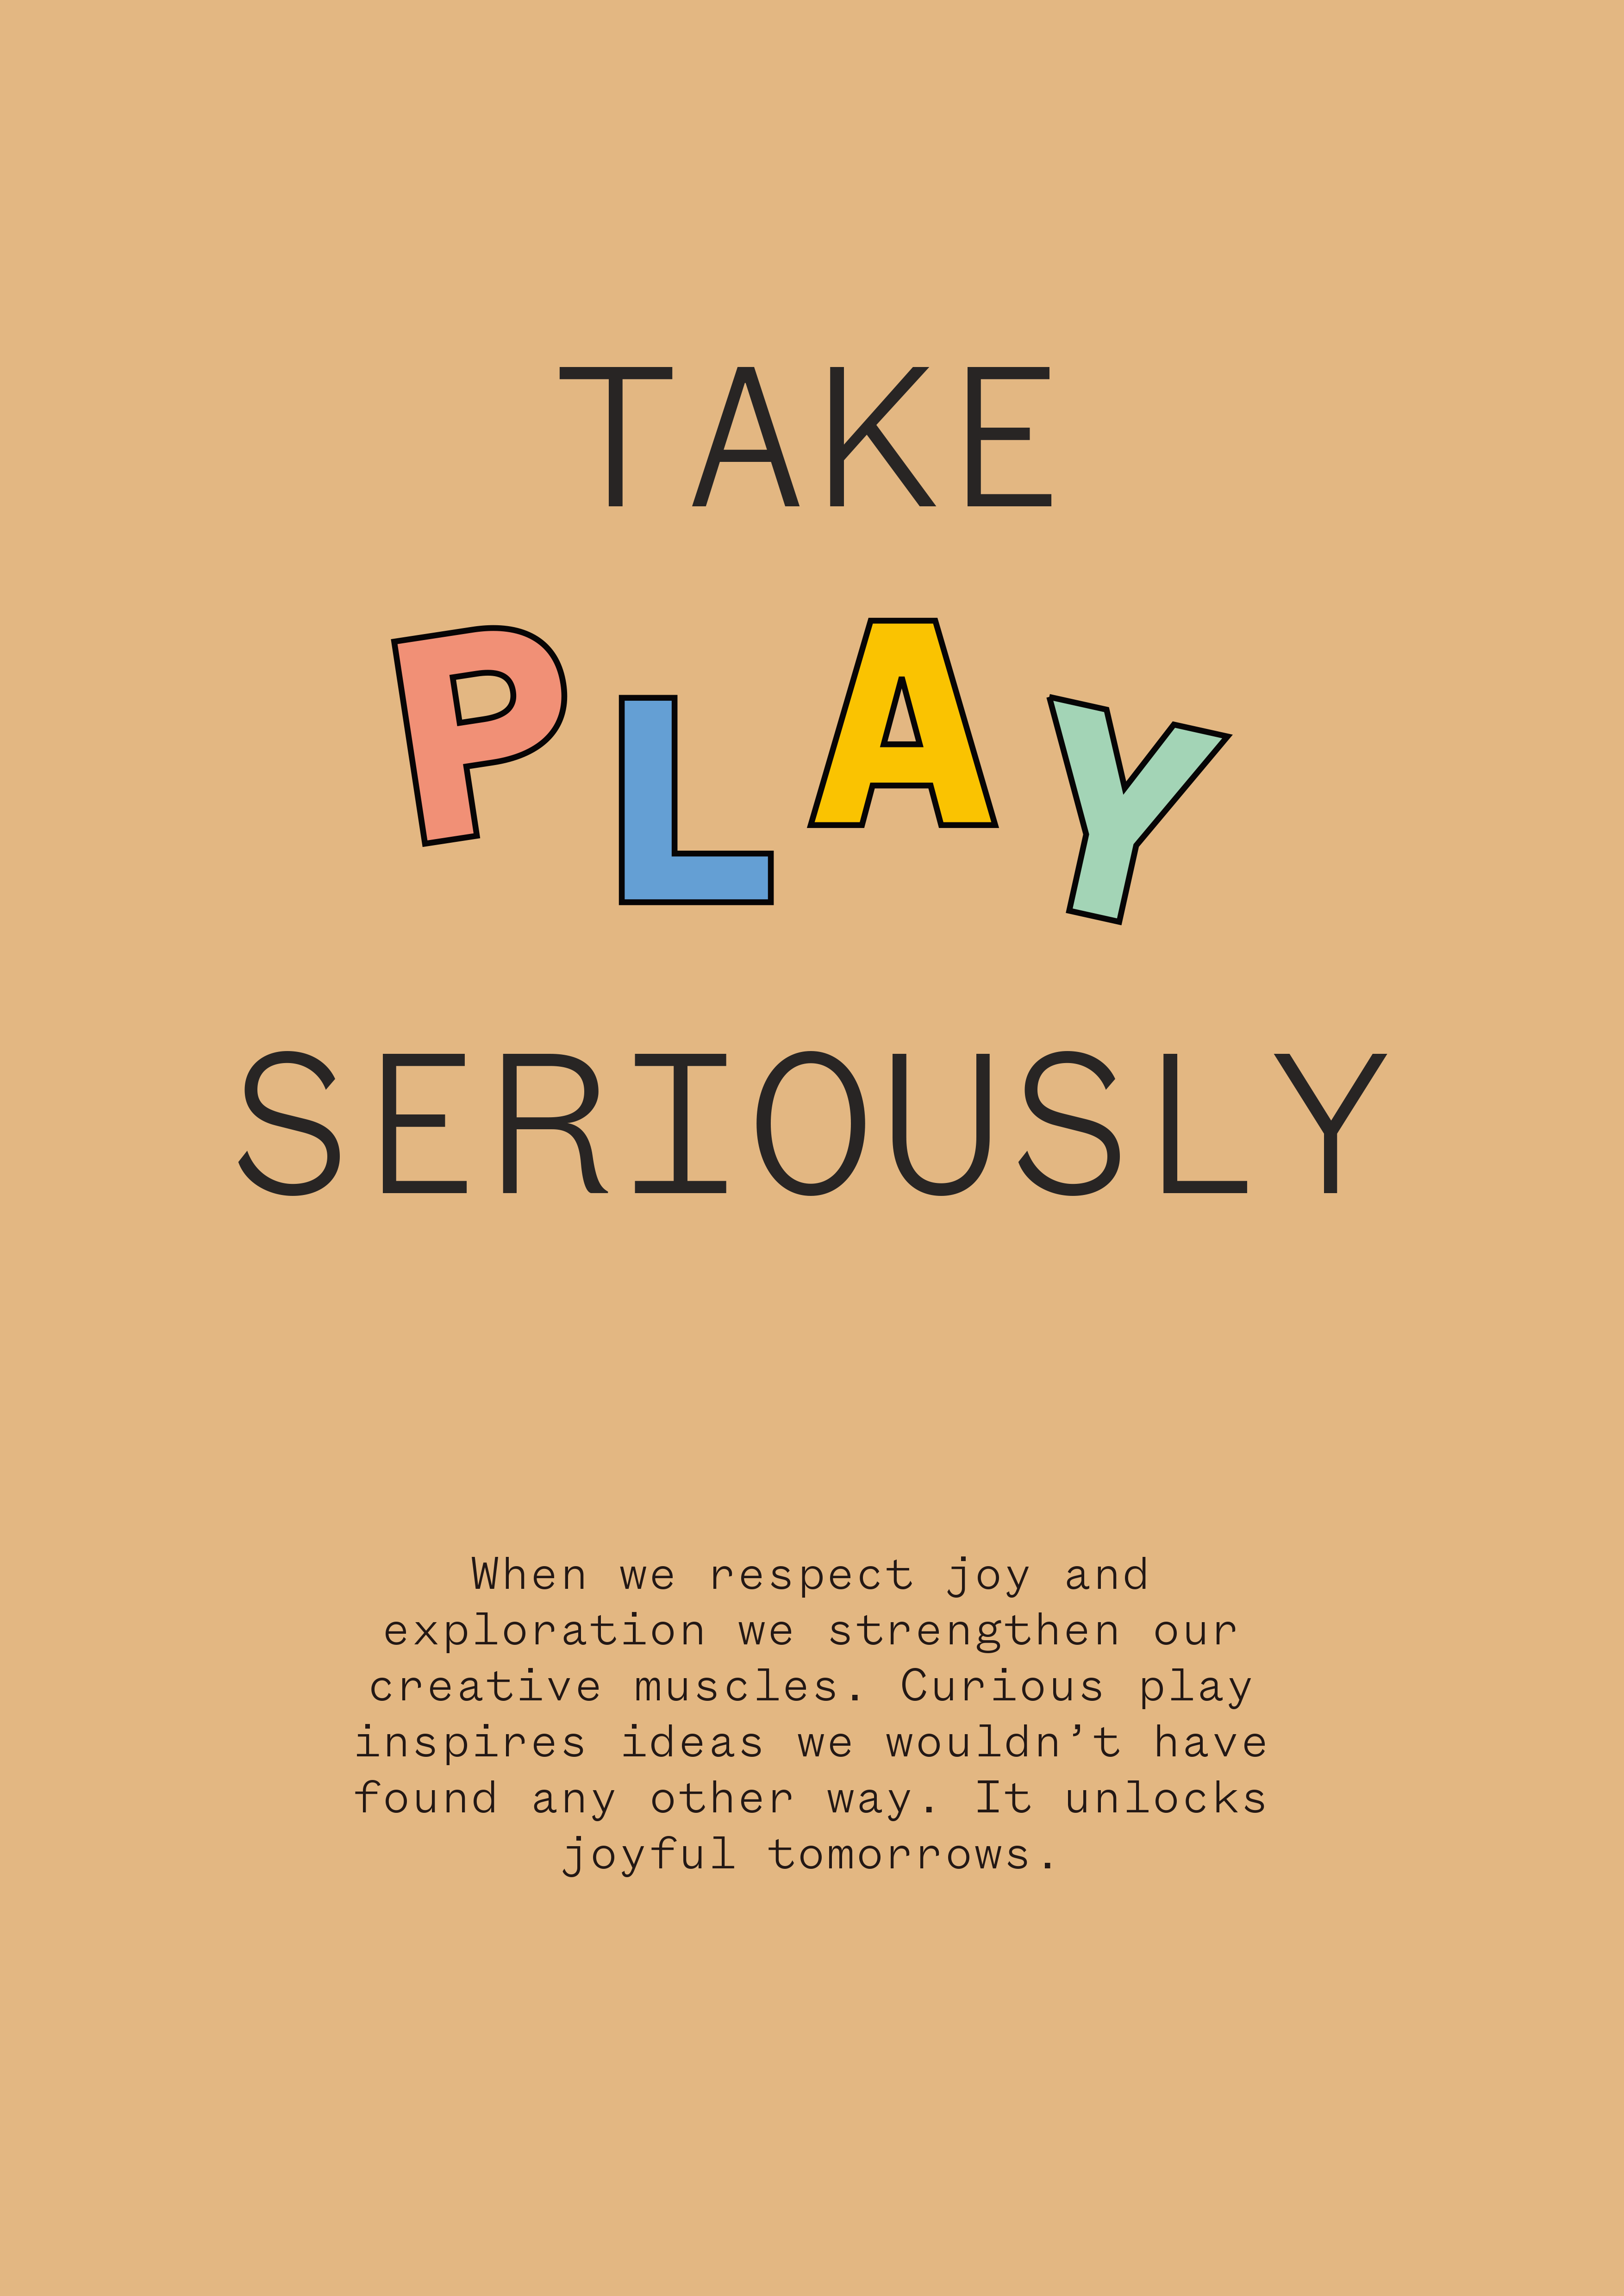 TAKE
PLAY
SERIOUSLY
When we respect joy and
exploration we strengthen our
creative muscles. Curious play
inspires ideas we wouldn’t have
found any other way. It unlocks
joyful tomorrows.